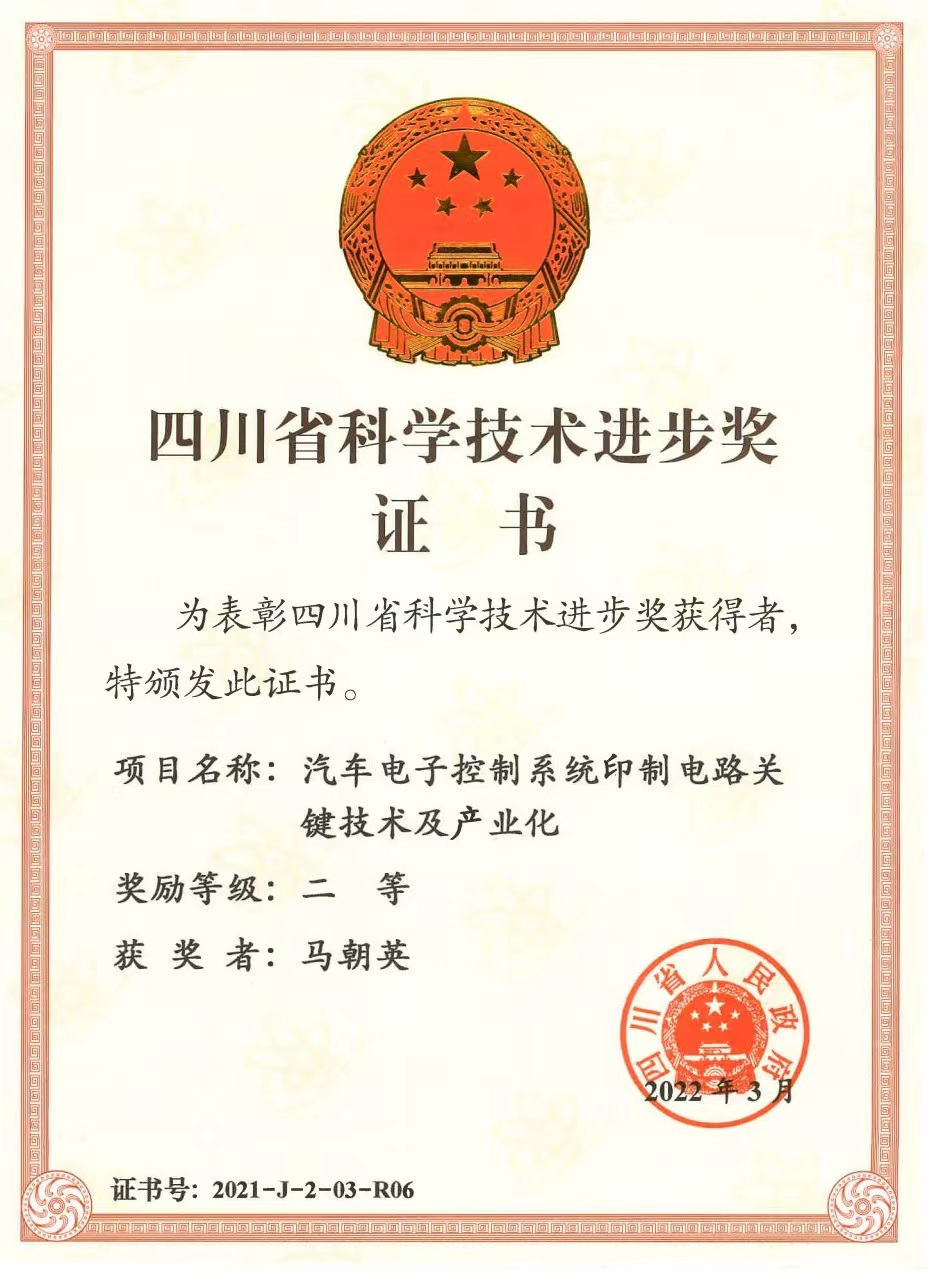 四川省科学技术进步奖
证 书
为表彰四川省科学技术进步奖获得者，
特颁发此证书。
项目名称：汽车电子控制系统印制电路关
键技术及产业化
奖励等级：二 等
获 奖 者：马朝英
四川省人民政府
2022 年 3 月
证书号：2021-J-2-03-R06